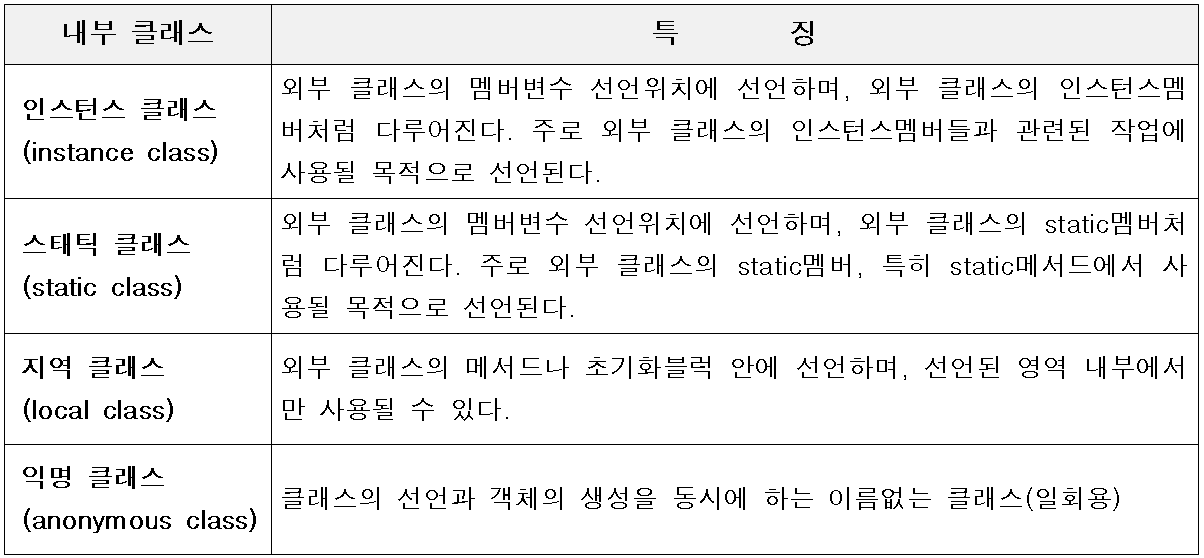 내부 클래스
특 징
인스턴스 클래스
(instance class)
외부 클래스의 멤버변수 선언위치에 선언하며, 외부 클래스의 인스턴스멤
버처럼 다루어진다. 주로 외부 클래스의 인스턴스멤버들과 관련된 작업에
사용될 목적으로 선언된다.
스태틱 클래스
(static class)
외부 클래스의 멤버변수 선언위치에 선언하며, 외부 클래스의 static멤버처
럼 다루어진다. 주로 외부 클래스의 static멤버, 특히 static메서드에서 사
용될 목적으로 선언된다.
지역 클래스
(local class)
외부 클래스의 메서드나 초기화블럭 안에 선언하며, 선언된 영역 내부에서
만 사용될 수 있다.
익명 클래스
(anonymous class)
클래스의 선언과 객체의 생성을 동시에 하는 이름없는 클래스(일회용)